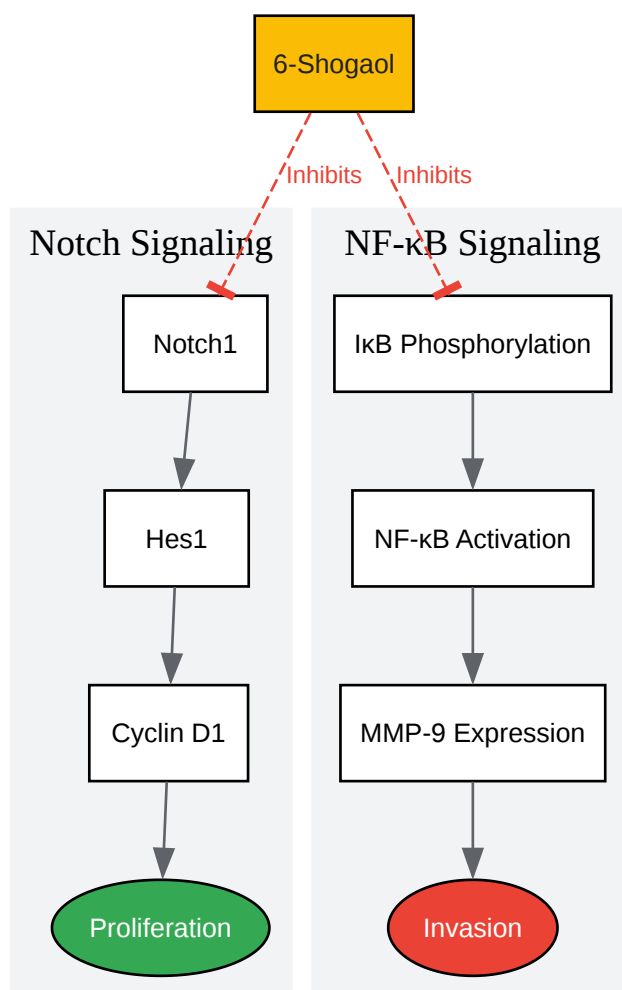 6-Shogaol
Inhibits
Inhibits
Notch Signaling
NF-κB Signaling
Notch1
IκB Phosphorylation
Hes1
NF-κB Activation
Cyclin D1
MMP-9 Expression
Proliferation
Invasion